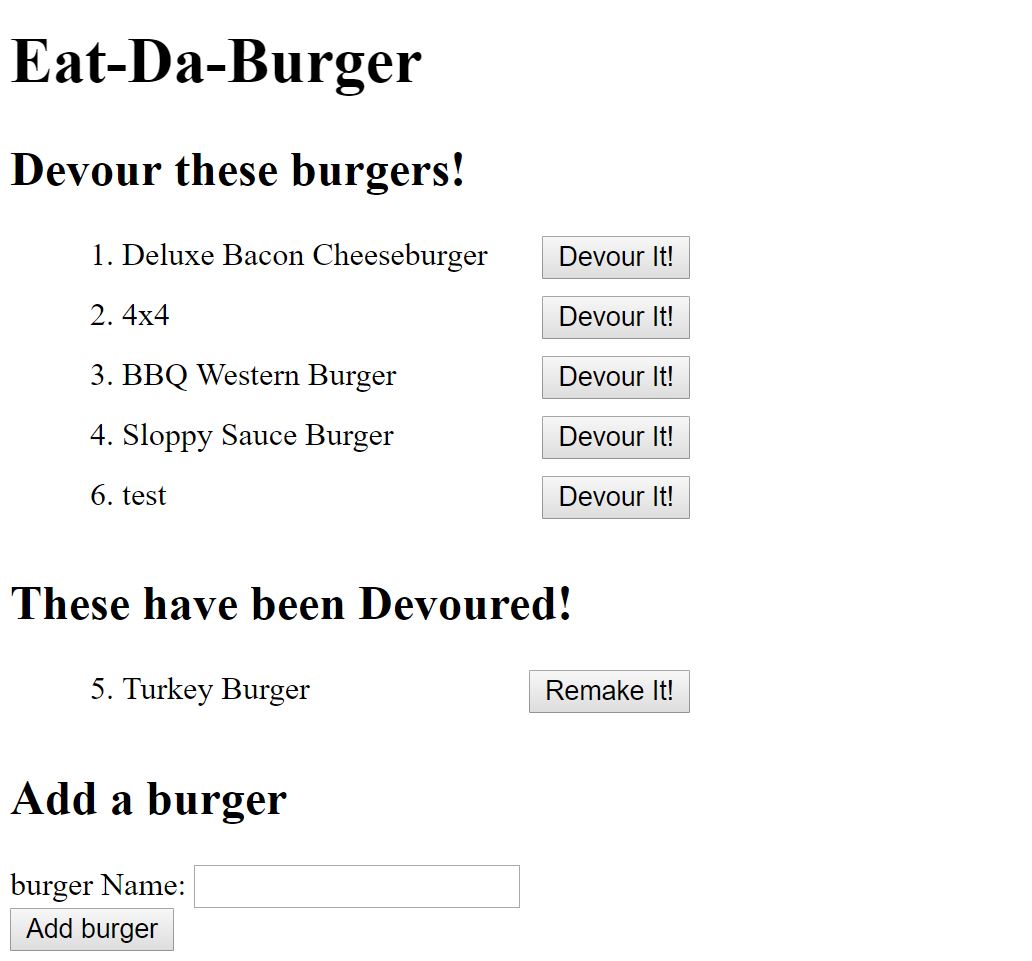 Eat-Da-Burger
Devour these burgers!
1. Deluxe Bacon Cheeseburger Devour It!
2. 4x4 Devour It!
3. BBQ Western Burger Devour It!
4. Sloppy Sauce Burger Devour It!
6. test Devour It!
These have been Devoured!
5. Turkey Burger Remake It!
Add a burger
burger Name:
Add burger